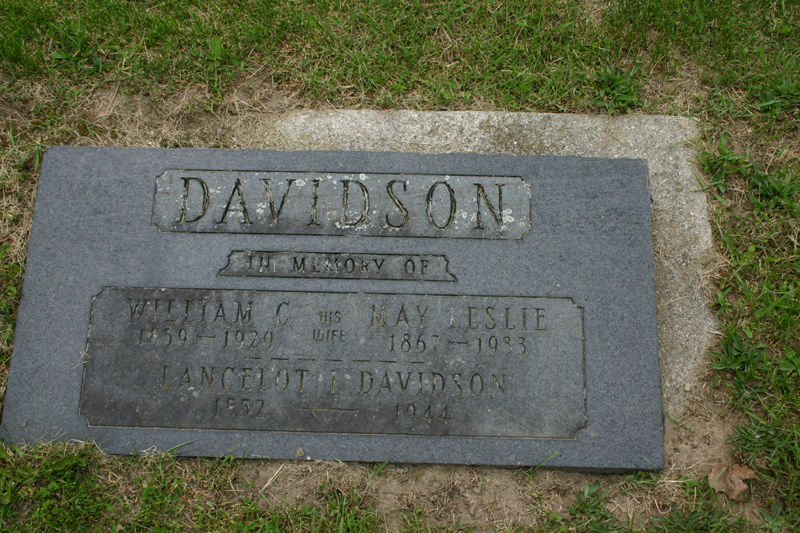 DAVIDSON
IN MEMORY OF
WILLIAM C. HIS WIFE MAY LESLIE
1859 — 1929 1867 — 1933
LANCELOT I. DAVIDSON
1852 — 1944